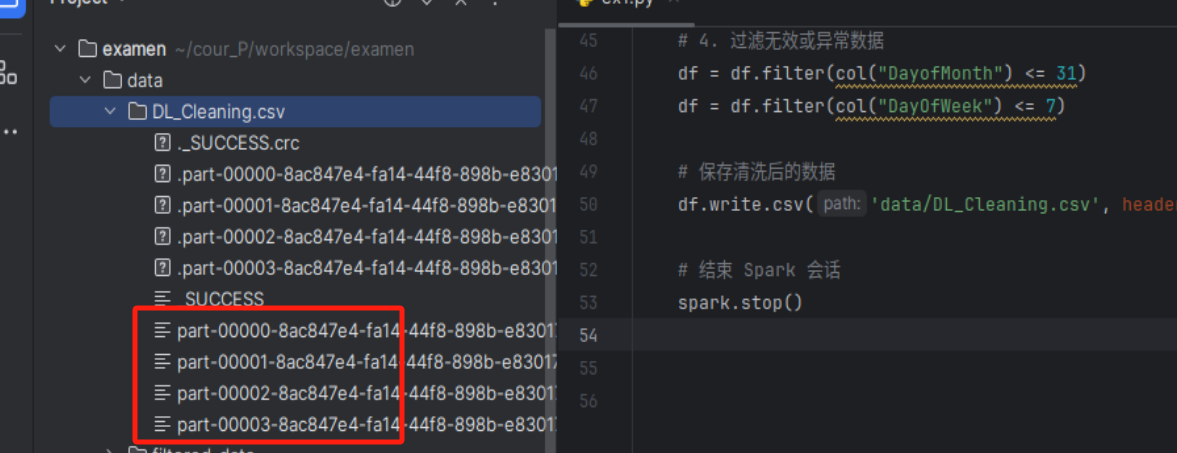 Project
examen ~/cour_P/workspace/examen
data
DL_Cleaning.csv
._SUCCESS.crc
.part-00000-8ac847e4-fa14-44f8-898b-e8301
.part-00001-8ac847e4-fa14-44f8-898b-e8301
.part-00002-8ac847e4-fa14-44f8-898b-e8301
.part-00003-8ac847e4-fa14-44f8-898b-e8301
_SUCCESS
part-00000-8ac847e4-fa14-44f8-898b-e83017
part-00001-8ac847e4-fa14-44f8-898b-e83017
part-00002-8ac847e4-fa14-44f8-898b-e83017
part-00003-8ac847e4-fa14-44f8-898b-e83017
filtered_data
ex1.py
45 # 4. 过滤无效或异常数据
46 df = df.filter(col("DayofMonth") <= 31)
47 df = df.filter(col("DayOfWeek") <= 7)
48
49 # 保存清洗后的数据
50 df.write.csv( path: 'data/DL_Cleaning.csv', heade
51
52 # 结束 Spark 会话
53 spark.stop()
54
55
56